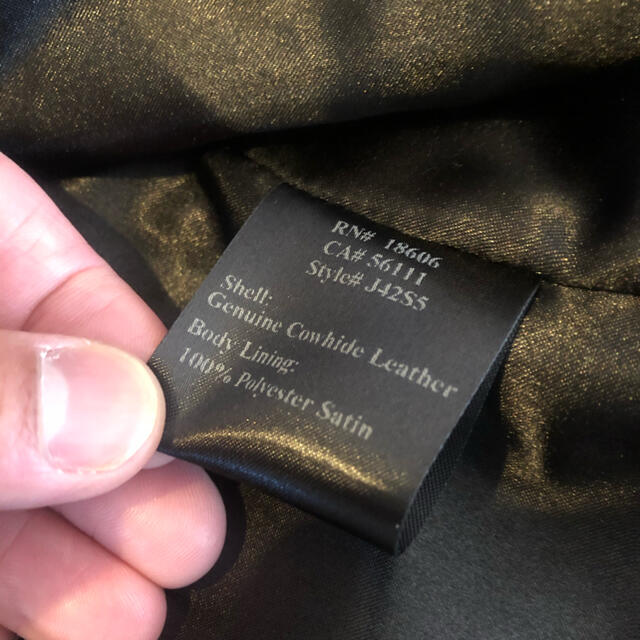 RN# 18606
CA# 56111
Style# J42S5
Shell:
Genuine Cowhide Leather
Body Lining:
100% Polyester Satin